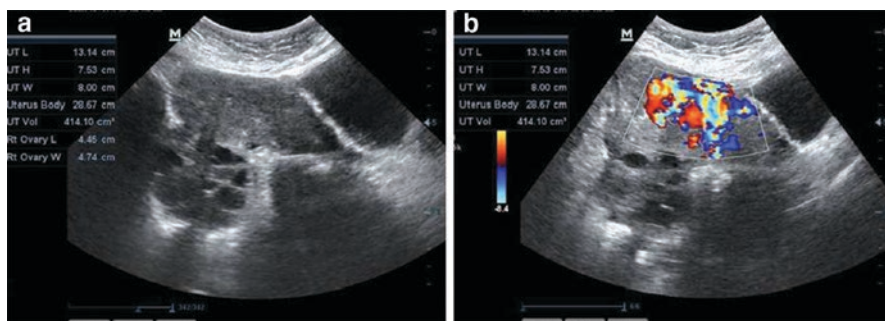 a
M
UT L 13.14 cm
UT H 7.53 cm
UT W 8.00 cm
Uterus Body 28.67 cm
UT Vol 414.10 cm³
Rt Ovary L 4.45 cm
Rt Ovary W 4.74 cm
b
M
UT L 13.14 cm
UT H 7.53 cm
UT W 8.00 cm
Uterus Body 28.67 cm
UT Vol 414.10 cm³
-8.4